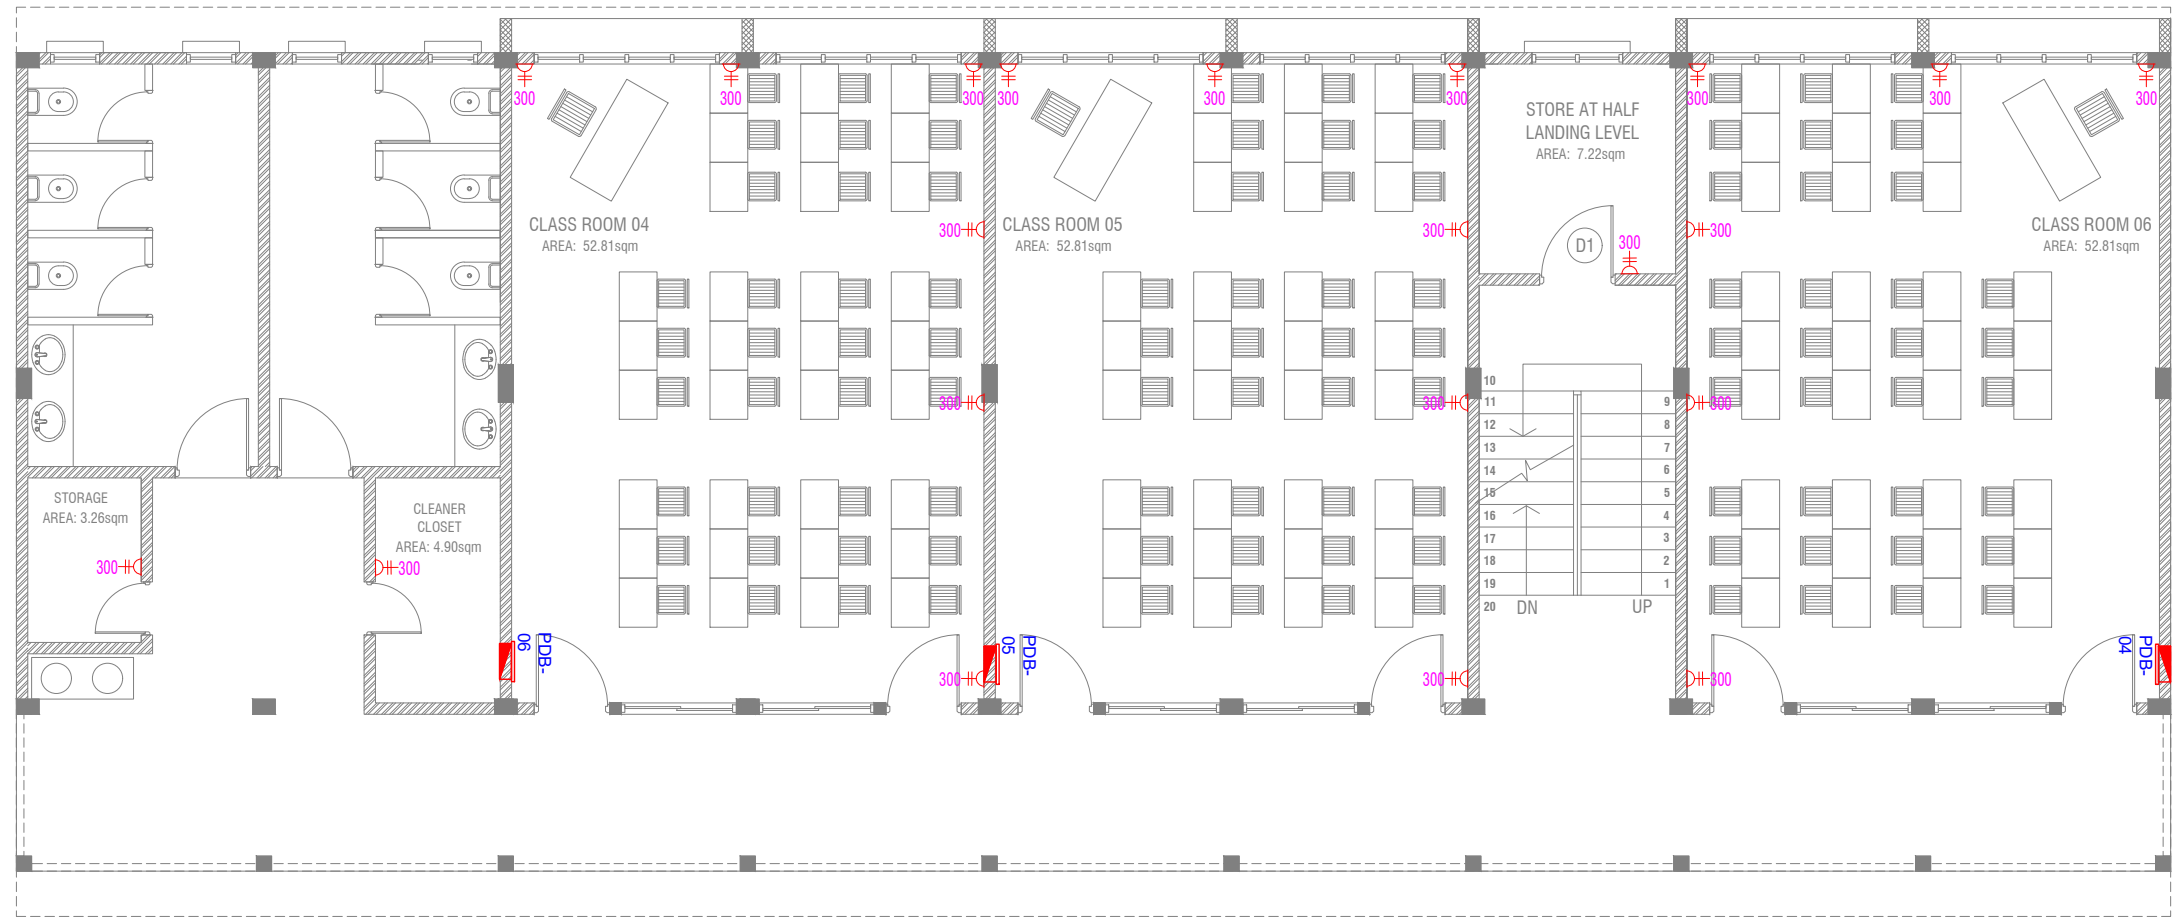 300
300
300
300
300
300
300
300
300
STORE AT HALF
LANDING LEVEL
AREA: 7.22sqm
CLASS ROOM 04
AREA: 52.81sqm
300
CLASS ROOM 05
AREA: 52.81sqm
300
D1
300
300
CLASS ROOM 06
AREA: 52.81sqm
300
300
300
10
11
12
13
14
15
16
17
18
19
20
9
8
7
6
5
4
3
2
1
DN
UP
STORAGE
AREA: 3.26sqm
CLEANER
CLOSET
AREA: 4.90sqm
300
300
PDB-
06
PDB-
05
PDB-
04
300
300
300